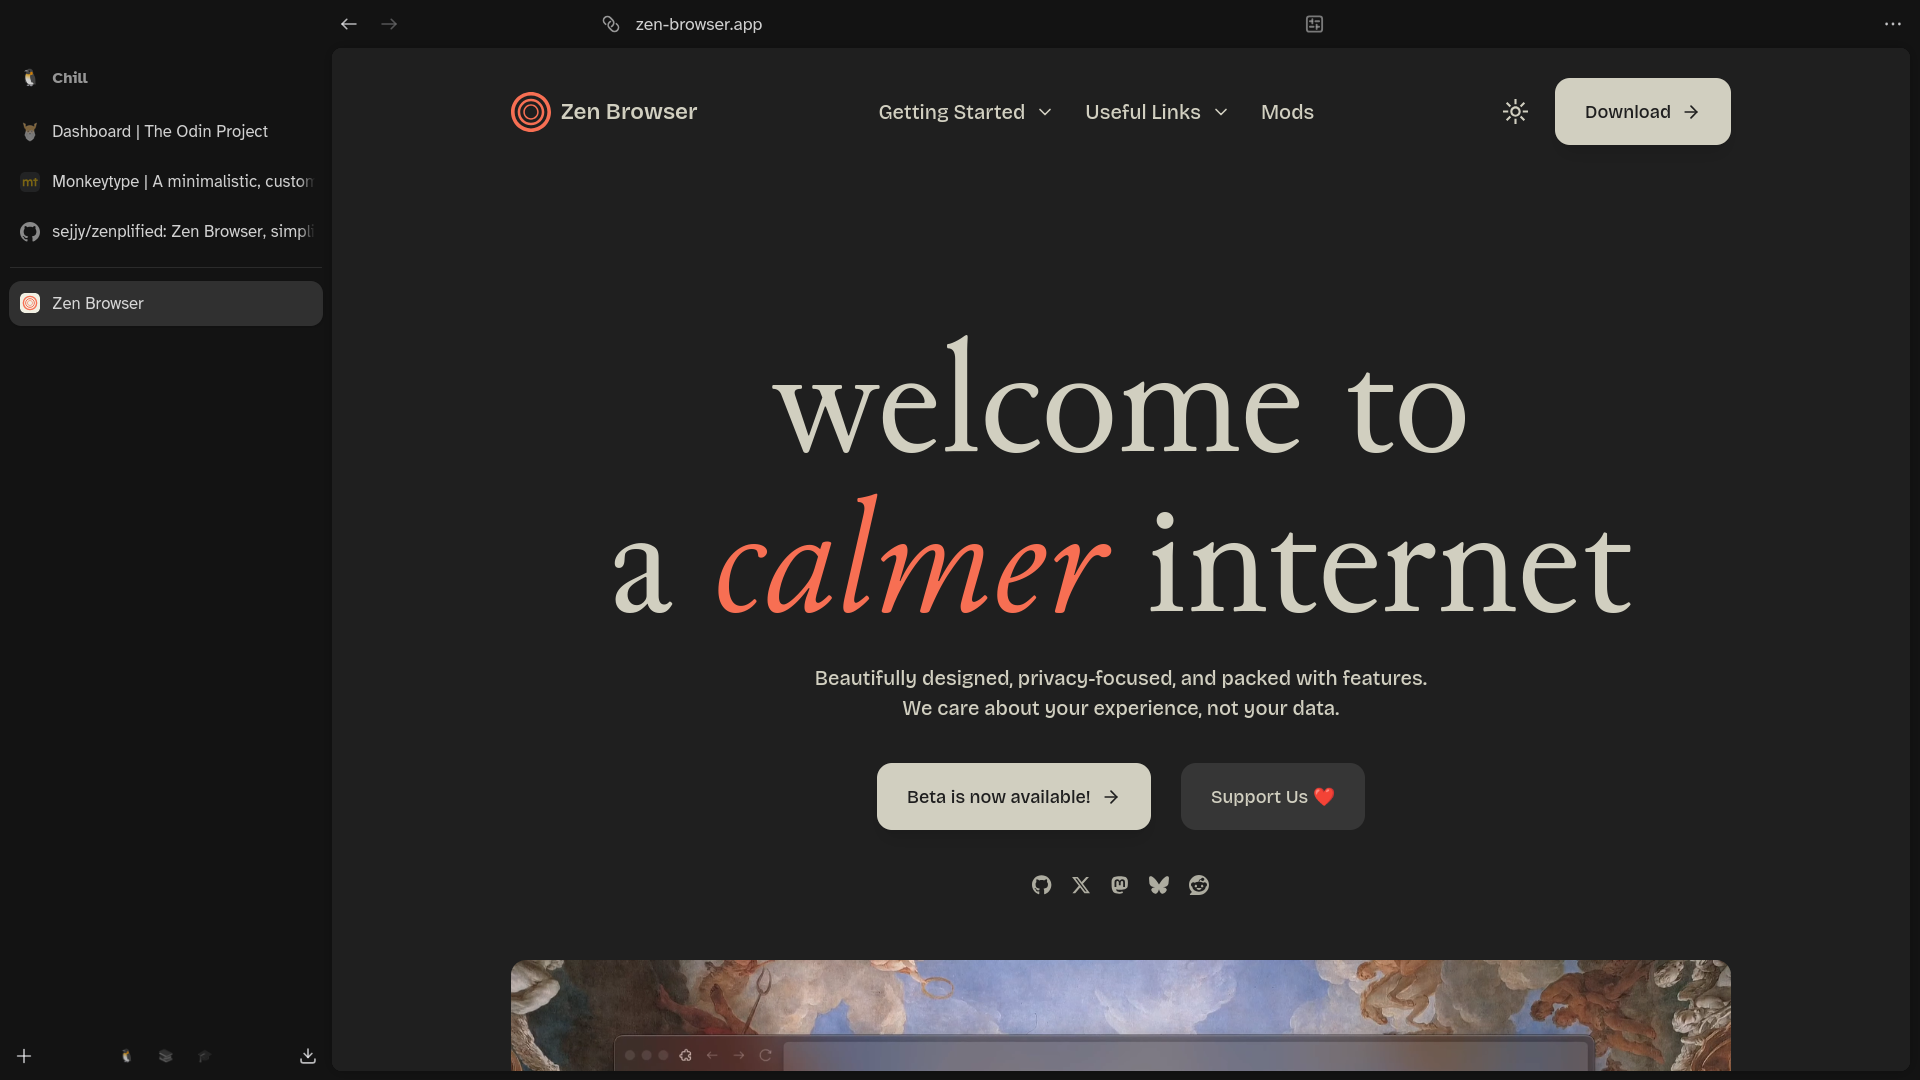 zen-browser.app
Chill
Dashboard | The Odin Project
mt
Monkeytype | A minimalistic, custom
sejjy/zenplified: Zen Browser, simpli
Zen Browser
Zen Browser
Getting Started
Useful Links
Mods
Download
welcome to
a calmer internet
Beautifully designed, privacy-focused, and packed with features.
We care about your experience, not your data.
Beta is now available!
Support Us ❤️